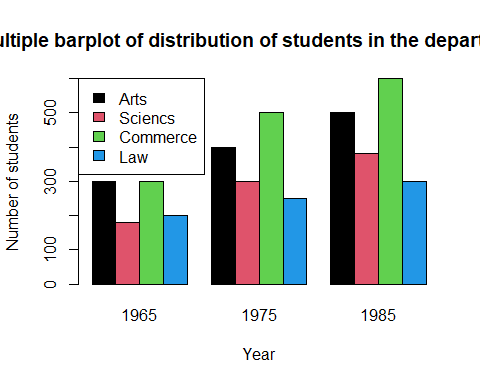 ultiple barplot of distribution of students in the depart
Arts
Sciencs
Commerce
Law
Number of students
0
100
300
500
1965
1975
1985
Year